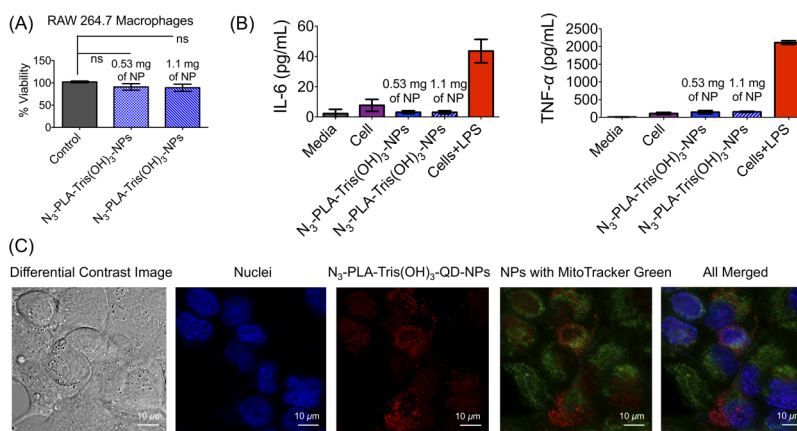 (A)
RAW 264.7 Macrophages
ns
ns
0.53 mg
of NP
1.1 mg
of NP
% Viability
150
100
50
0
Control
N₃-PLA-Tris(OH)₃-NPs
N₃-PLA-Tris(OH)₃-NPs
(B)
IL-6 (pg/mL)
60
40
20
0
0.53 mg
of NP
1.1 mg
of NP
Media
Cell
N₃-PLA-Tris(OH)₃-NPs
N₃-PLA-Tris(OH)₃-NPs
Cells+LPS
TNF-α (pg/mL)
2500
2000
1500
1000
500
0
0.53 mg
of NP
1.1 mg
of NP
Media
Cell
N₃-PLA-Tris(OH)₃-NPs
N₃-PLA-Tris(OH)₃-NPs
Cells+LPS
(C)
Differential Contrast Image
Nuclei
N₃-PLA-Tris(OH)₃-QD-NPs
NPs with MitoTracker Green
All Merged
10 μm
10 μm
10 μm
10 μm
10 μm